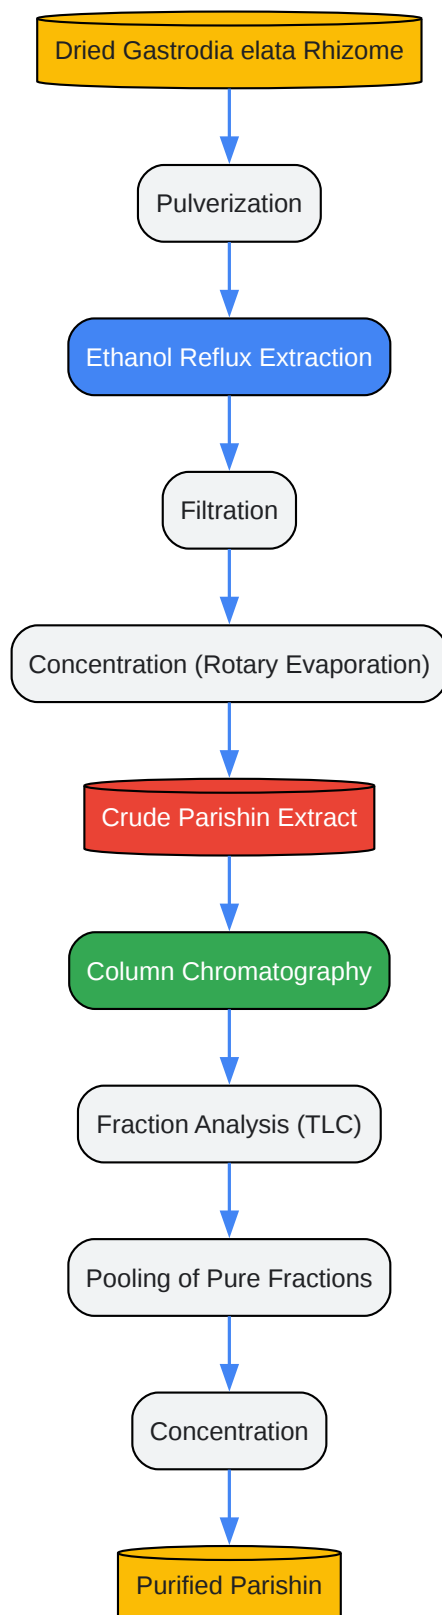 Dried Gastrodia elata Rhizome
Pulverization
Ethanol Reflux Extraction
Filtration
Concentration (Rotary Evaporation)
Crude Parishin Extract
Column Chromatography
Fraction Analysis (TLC)
Pooling of Pure Fractions
Concentration
Purified Parishin